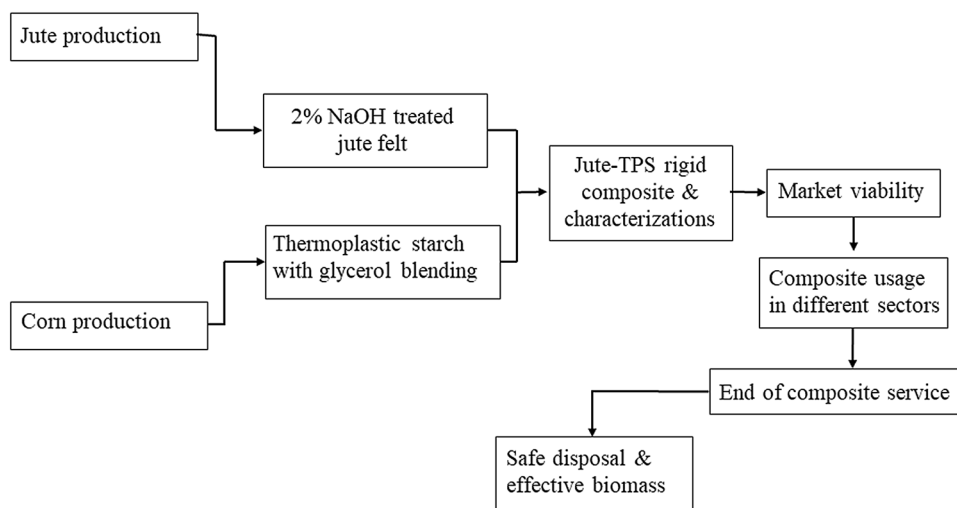 Jute production
2% NaOH treated
jute felt
Thermoplastic starch
with glycerol blending
Corn production
Jute-TPS rigid
composite &
characterizations
Market viability
Composite usage
in different sectors
End of composite service
Safe disposal &
effective biomass